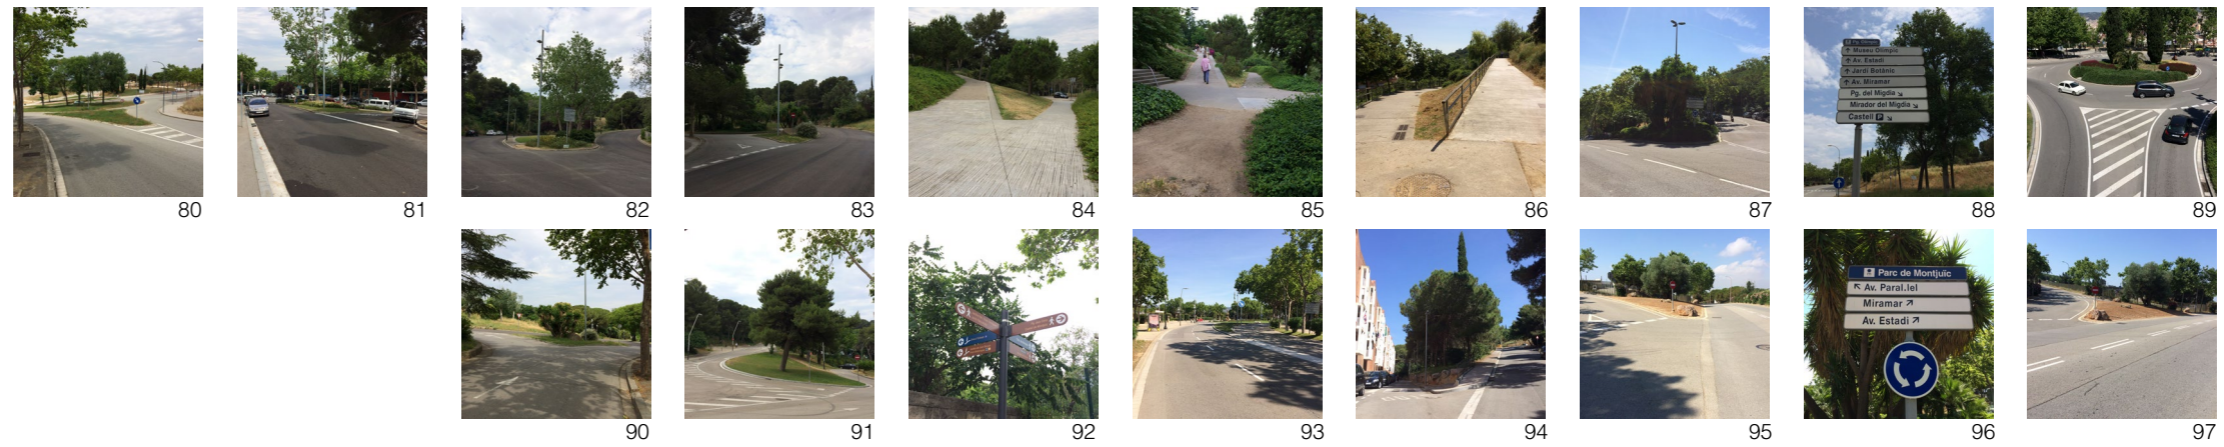 Pg. Olímpic
Museu Olímpic
Av. Estadi
Jardí Botànic
Av. Miramar
Pg. del Migdia
Mirador del Migdia
Castell P
80
81
82
83
84
85
86
87
88
89
Parc de Montjuïc
Av. Paral.lel
Miramar
Av. Estadi
90
91
92
93
94
95
96
97